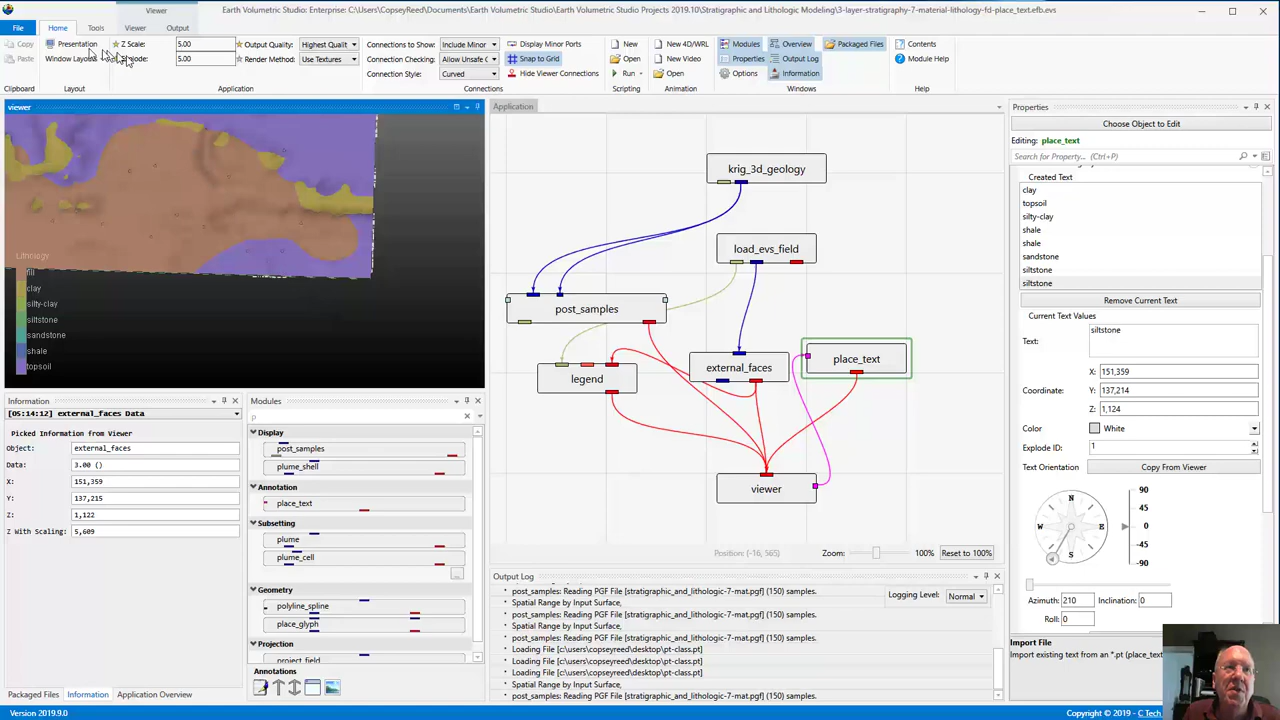 Viewer
Earth Volumetric Studio: Enterprise: C:\CopseyReed\Earth Volumetric Studio\Earth Volumetric Studio Projects 2019.10\Stratigraphic and Lithologic Modeling\3-layer-stratigraphy-7-material-lithology-fd-place_text.efb.evs
File Home Tools Viewer Output
Copy Presentation Z Scale: 5.00 Output Quality: Highest Qualit Connections to Show: Include Minor Display Minor Ports New New 4D/WRL Modules Overview Packaged Files Contents
Paste Window Layouts 5.00 Render Method: Use Textures Connection Checking: Allow Unsafe C Snap to Grid Open New Video Properties Output Log Module Help
Connection Style: Curved Hide Viewer Connections Run Open Options Information
Clipboard Layout Application Connections Scripting Animation Windows Help
viewer
Lithology
fill
clay
silty-clay
siltstone
sandstone
shale
topsoil
Application
krig_3d_geology
load_evs_field
post_samples
legend
external_faces
place_text
viewer
Position: (-16, 565) Zoom: 100% Reset to 100%
Properties
Choose Object to Edit
Editing: place_text
Search for Property... (Ctrl+P)
Created Text
clay
topsoil
silty-clay
shale
shale
sandstone
siltstone
siltstone
Remove Current Text
Current Text Values
Text: siltstone
X: 151,359
Coordinate: Y: 137,214
Z: 1,124
Color White
Explode ID: 1
Text Orientation Copy From Viewer
N
W E
S
90
45
0
-45
-90
Azimuth: 210 Inclination: 0
Roll: 0
Import File
Import existing text from an *.pt (place_tex
Information
[05:14:12] external_faces Data
Picked Information from Viewer
Object: external_faces
Data: 3.00 ()
X: 151,359
Y: 137,215
Z: 1,122
Z With Scaling: 5,609
Packaged Files Information Application Overview
Modules
p
Display
post_samples
plume_shell
Annotation
place_text
Subsetting
plume
plume_cell
...
Geometry
polyline_spline
place_glyph
Projection
project_field
Annotations
Output Log
Logging Level: Normal
post_samples: Reading PGF File [stratigraphic_and_lithologic-7-mat.pgf] (150) samples.
Spatial Range by Input Surface,
post_samples: Reading PGF File [stratigraphic_and_lithologic-7-mat.pgf] (150) samples.
Spatial Range by Input Surface,
post_samples: Reading PGF File [stratigraphic_and_lithologic-7-mat.pgf] (150) samples.
Loading File [c:\users\copseyreed\desktop\pt-class.pt]
Loading File [c:\users\copseyreed\desktop\pt-class.pt]
Loading File [c:\users\copseyreed\desktop\pt-class.pt]
Spatial Range by Input Surface,
post_samples: Reading PGF File [stratigraphic_and_lithologic-7-mat.pgf] (150) samples.
Version 2019.9.0
Copyright © 2019 - C Tech